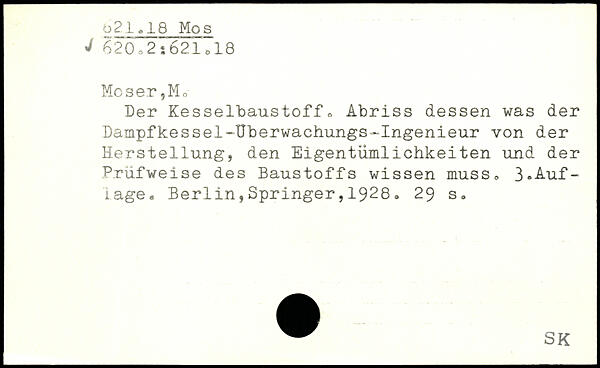 621.18 Mos
✓ 620.2:621.18
Moser,M.
Der Kesselbaustoff. Abriss dessen was der
Dampfkessel-Überwachungs-Ingenieur von der
Herstellung, den Eigentümlichkeiten und der
Prüfweise des Baustoffs wissen muss. 3.Auf-
lage. Berlin,Springer,1928. 29 s.
SK